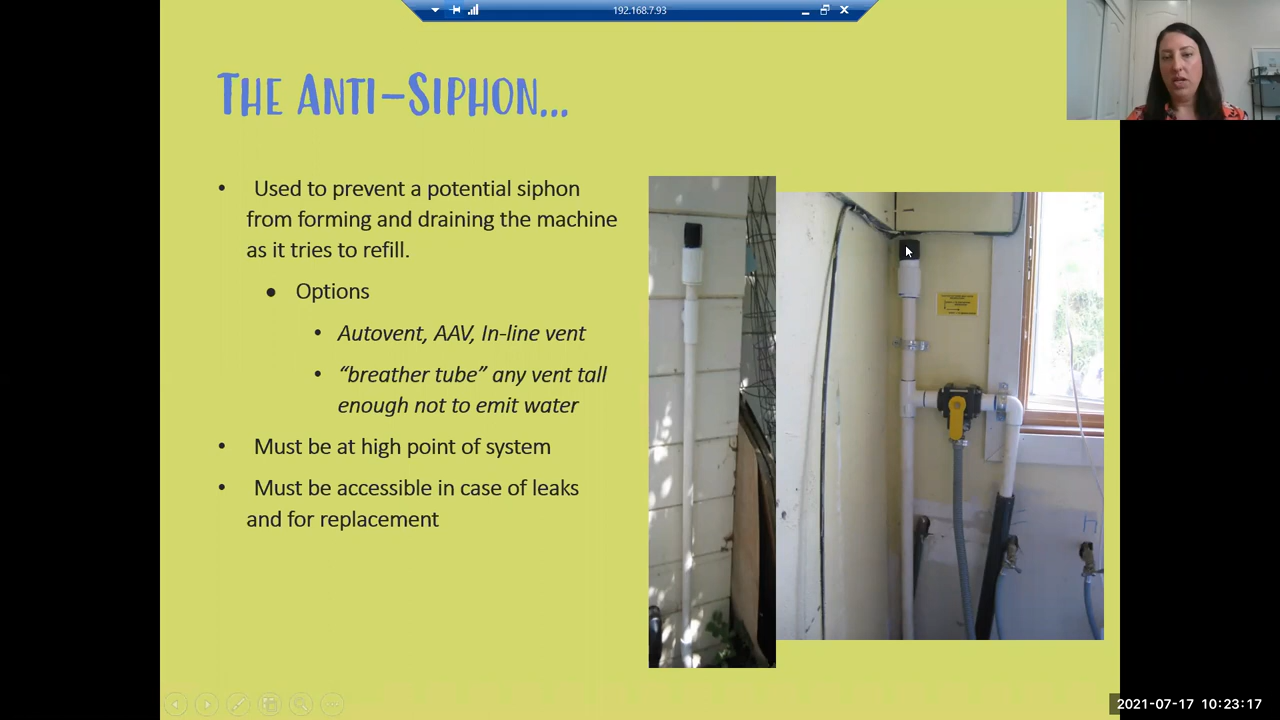 192.168.7.93
The Anti-Siphon...
• Used to prevent a potential siphon
from forming and draining the machine
as it tries to refill.
● Options
• Autovent, AAV, In-line vent
• “breather tube” any vent tall
enough not to emit water
• Must be at high point of system
• Must be accessible in case of leaks
and for replacement
H
2021-07-17 10:23:17